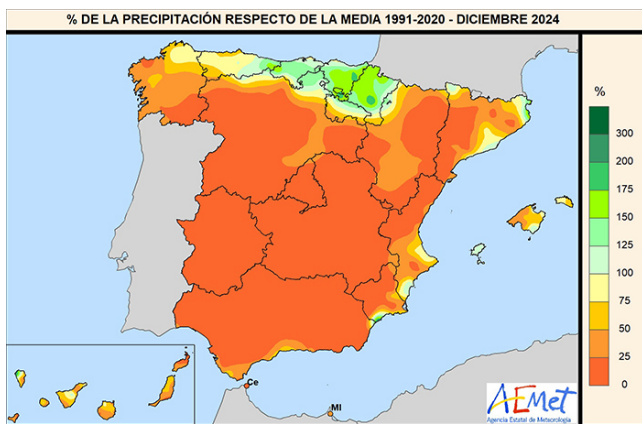 % DE LA PRECIPITACIÓN RESPECTO DE LA MEDIA 1991-2020 - DICIEMBRE 2024
%
300
200
175
150
125
100
75
50
25
0
Ce
Ml
AEMet
Agencia Estatal de Meteorología